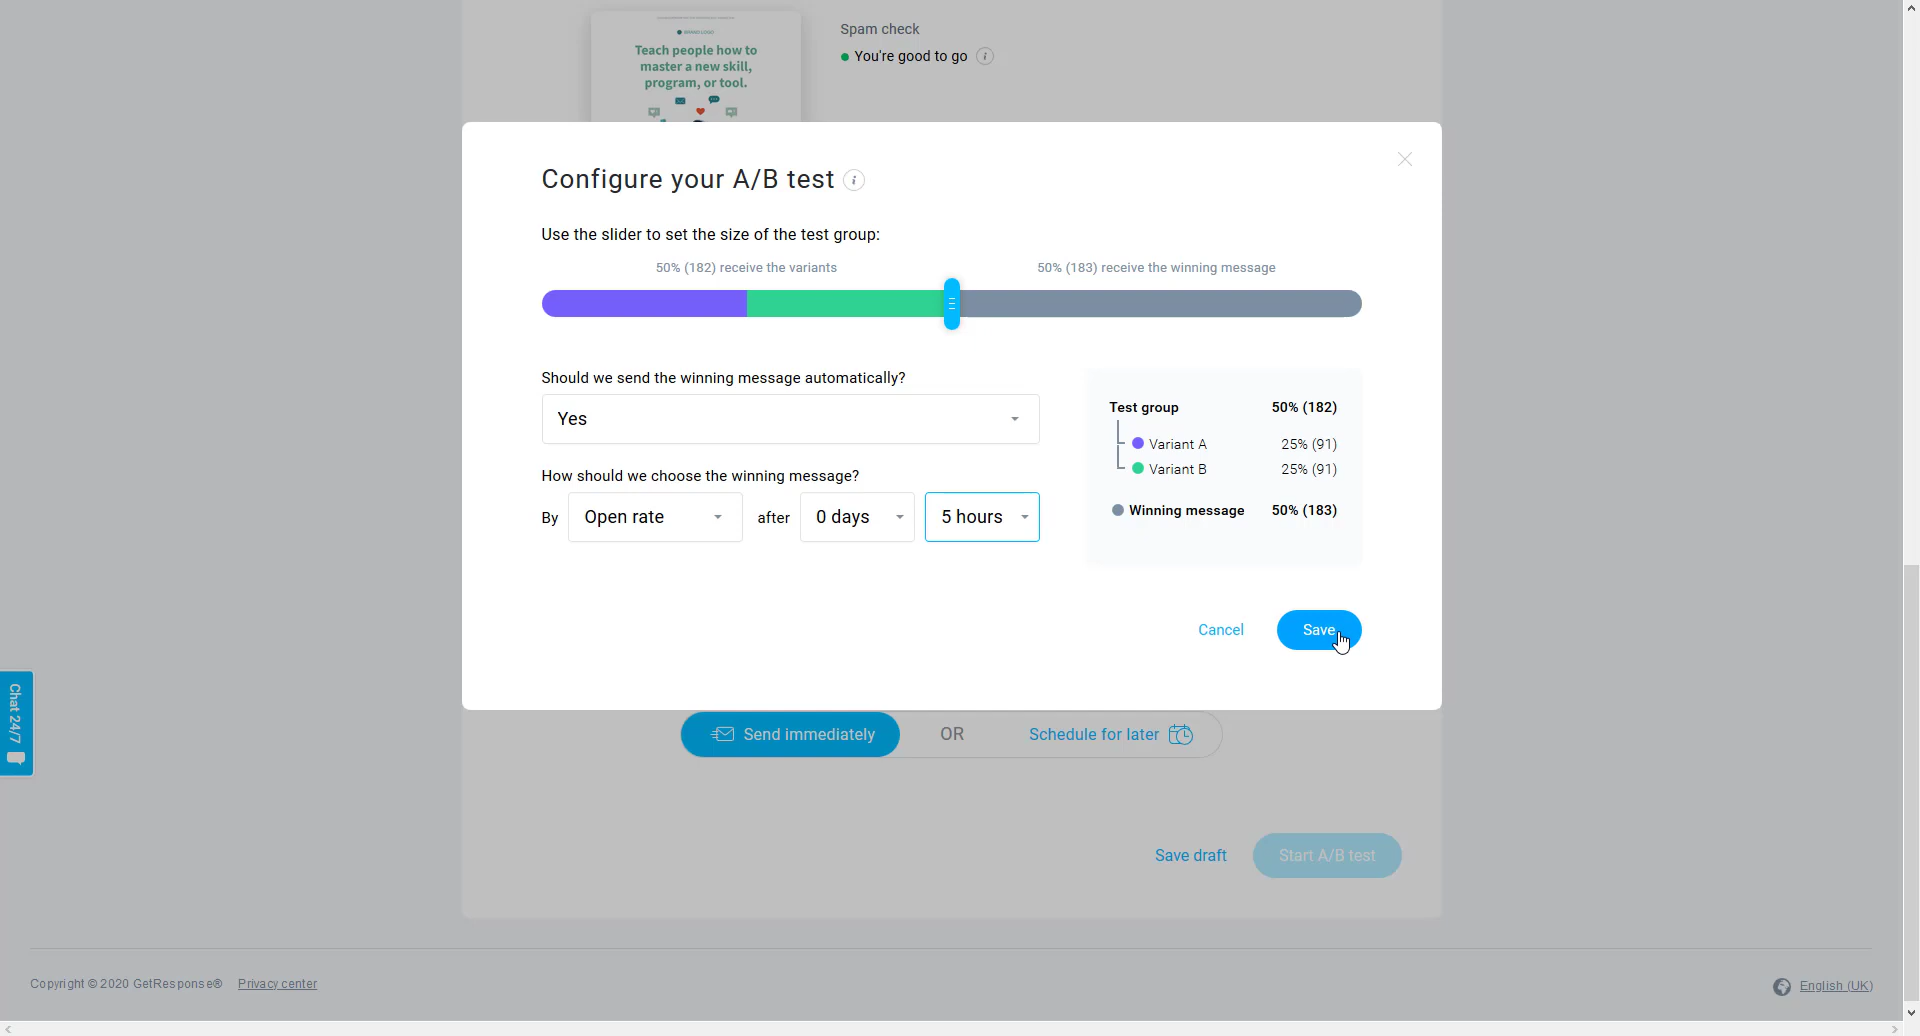 Teach people how to
master a new skill,
program, or tool.
Spam check
You're good to go
Configure your A/B test
Use the slider to set the size of the test group:
50% (182) receive the variants
50% (183) receive the winning message
Should we send the winning message automatically?
Yes
How should we choose the winning message?
By Open rate after 0 days 5 hours
Test group 50% (182)
Variant A 25% (91)
Variant B 25% (91)
Winning message 50% (183)
Cancel Save
Chat 24/7
Send immediately OR Schedule for later
Save draft Start A/B test
Copyright © 2020 GetResponse® Privacy center
English (UK)